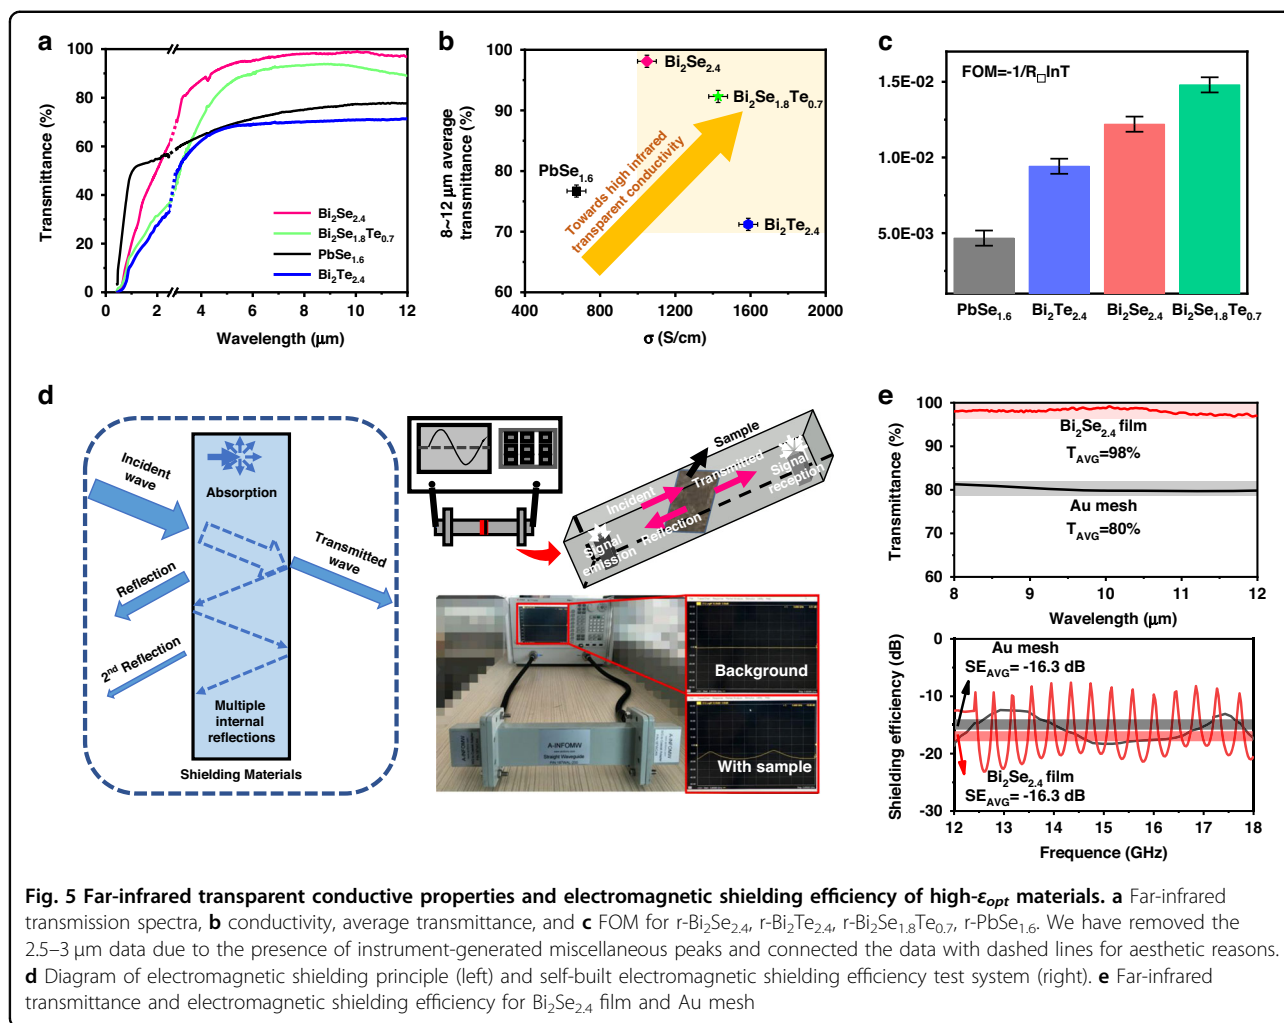 a
100
80
60
40
20
0
Transmittance (%)
Bi₂Se₂.₄
Bi₂Se₁.₈Te₀.₇
PbSe₁.₆
Bi₂Te₂.₄
0 2 4 6 8 10 12
Wavelength (μm)
b
100
90
80
70
60
8~12 μm average
transmittance (%)
Bi₂Se₂.₄
Bi₂Se₁.₈Te₀.₇
PbSe₁.₆
Bi₂Te₂.₄
Towards high infrared
transparent conductivity
400 800 1200 1600 2000
σ (S/cm)
c
FOM=-1/R□lnT
1.5E-02
1.0E-02
5.0E-03
PbSe₁.₆ Bi₂Te₂.₄ Bi₂Se₂.₄ Bi₂Se₁.₈Te₀.₇
d
Incident
wave
Absorption
Reflection
Transmitted
wave
2nd Reflection
Multiple
internal
reflections
Shielding Materials
Sample
Incident
Transmitted
Reflection
Signal
emission
Signal
reception
A-INFOMW
Straight Waveguide
Background
With sample
e
100
90
80
70
60
Transmittance (%)
Bi₂Se₂.₄ film
T_AVG=98%
Au mesh
T_AVG=80%
8 9 10 11 12
Wavelength (μm)
0
-10
-20
-30
Shielding efficiency (dB)
Au mesh
SE_AVG= -16.3 dB
Bi₂Se₂.₄ film
SE_AVG= -16.3 dB
12 13 14 15 16 17 18
Frequence (GHz)
Fig. 5 Far-infrared transparent conductive properties and electromagnetic shielding efficiency of high-ε_opt materials. a Far-infrared
transmission spectra, b conductivity, average transmittance, and c FOM for r-Bi₂Se₂.₄, r-Bi₂Te₂.₄, r-Bi₂Se₁.₈Te₀.₇, r-PbSe₁.₆. We have removed the
2.5–3 μm data due to the presence of instrument-generated miscellaneous peaks and connected the data with dashed lines for aesthetic reasons.
d Diagram of electromagnetic shielding principle (left) and self-built electromagnetic shielding efficiency test system (right). e Far-infrared
transmittance and electromagnetic shielding efficiency for Bi₂Se₂.₄ film and Au mesh